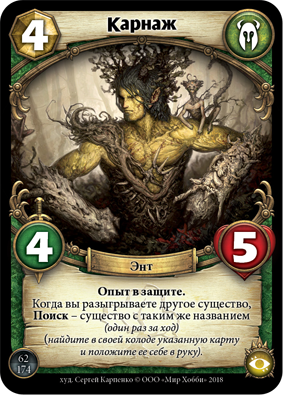 4
Карнаж
Энт
4
5
Опыт в защите.
Когда вы разыгрываете другое существо,
Поиск – существо с таким же названием
(один раз за ход)
(найдите в своей колоде указанную карту
и положите ее себе в руку).
62
174
худ. Сергей Карпенко © ООО «Мир Хобби» 2018